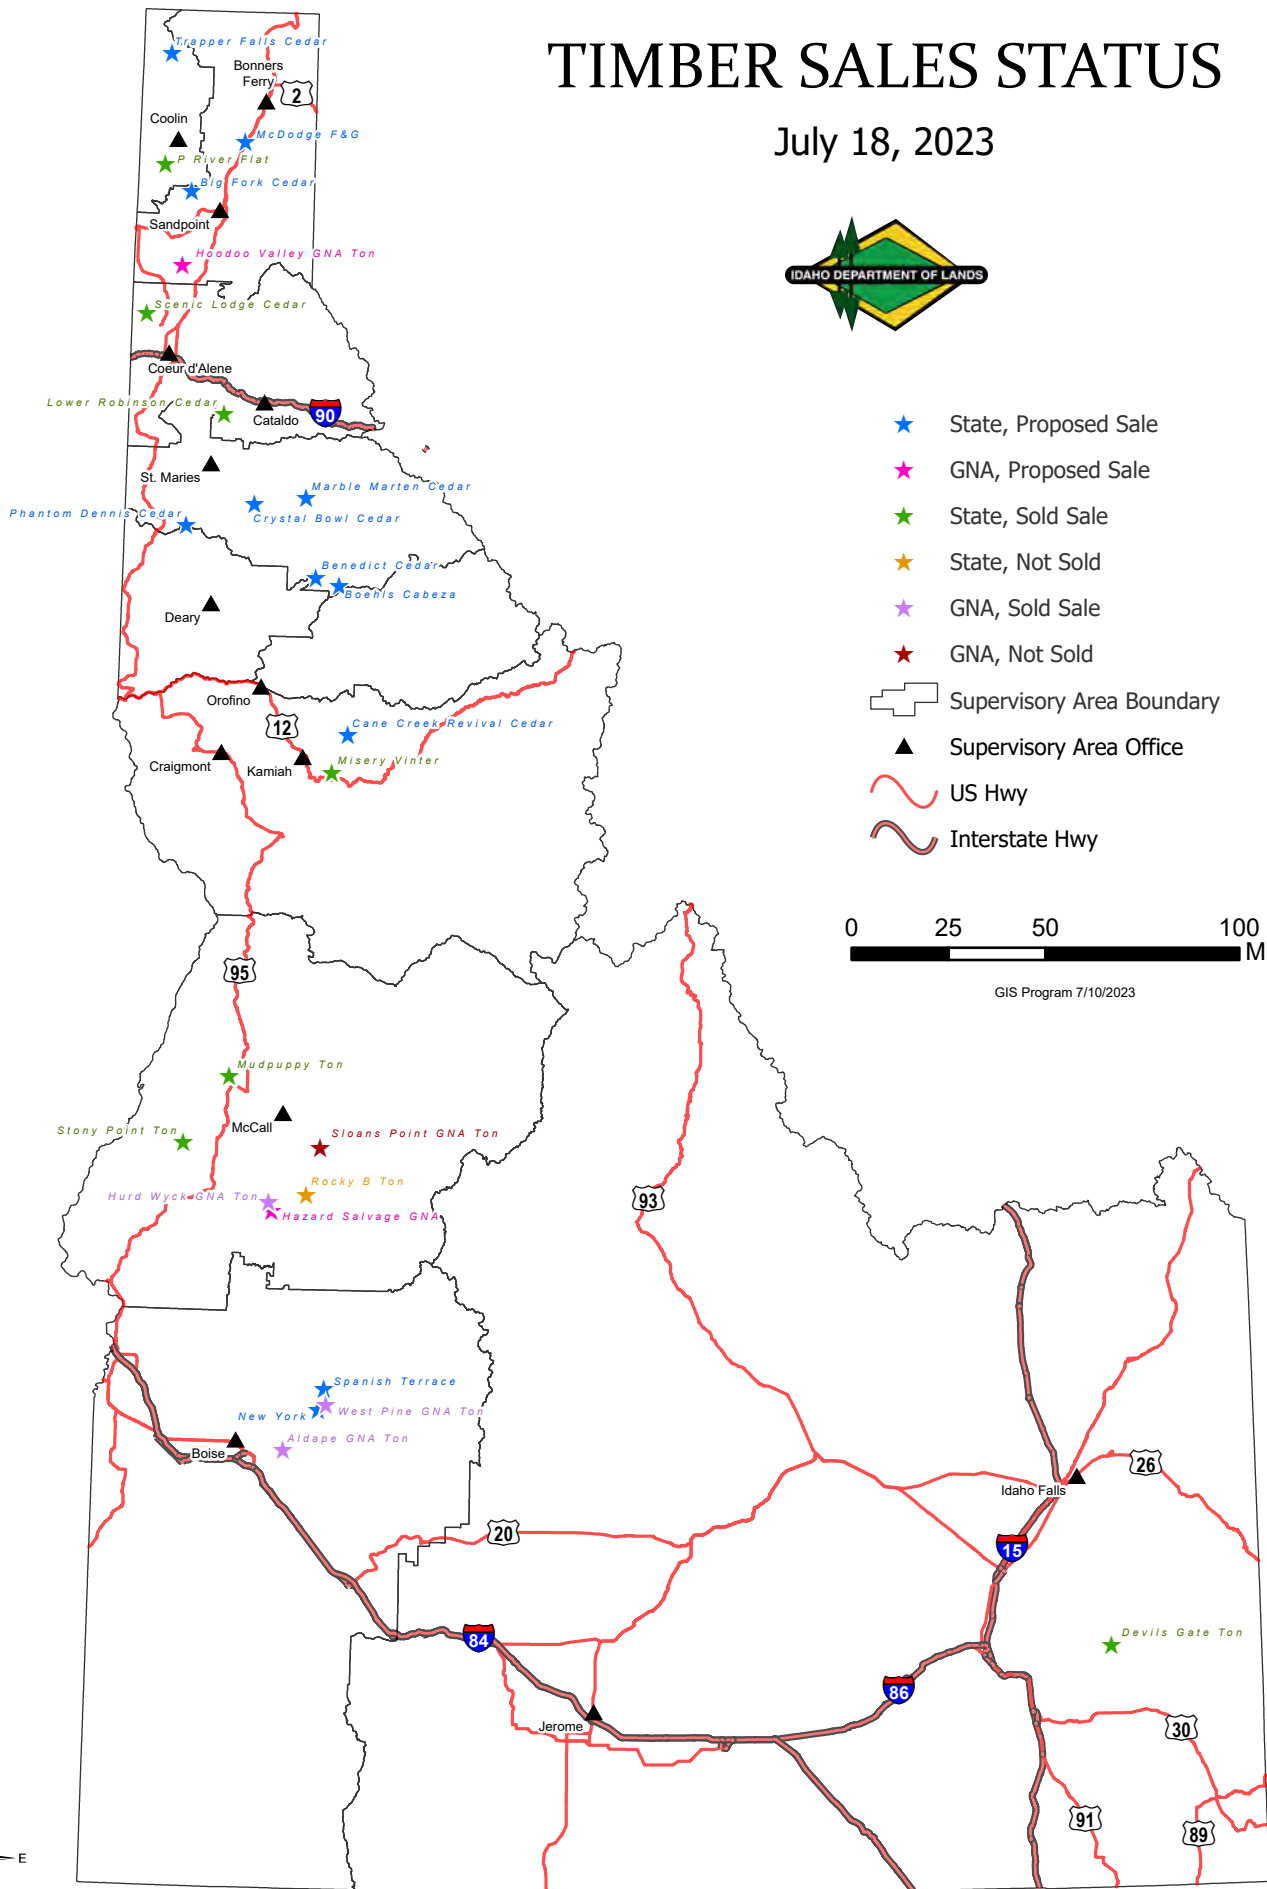 TIMBER SALES STATUS
July 18, 2023
IDAHO DEPARTMENT OF LANDS
Trapper Falls Cedar
Bonners
Ferry
2
Coolin
McDodge F&G
P River Flat
Big Fork Cedar
Sandpoint
Hoodoo Valley GNA Ton
Scenic Lodge Cedar
Coeur d'Alene
Lower Robinson Cedar
Cataldo
90
St. Maries
Marble Marten Cedar
Crystal Bowl Cedar
Phantom Dennis Cedar
Benedict Cedar
Boehls Cabeza
Deary
Orofino
12
Cane Creek Revival Cedar
Craigmont
Kamiah
Misery Vinter
State, Proposed Sale
GNA, Proposed Sale
State, Sold Sale
State, Not Sold
GNA, Sold Sale
GNA, Not Sold
Supervisory Area Boundary
Supervisory Area Office
US Hwy
Interstate Hwy
0 25 50 100
M
GIS Program 7/10/2023
95
Mudpuppy Ton
McCall
Stony Point Ton
Sloans Point GNA Ton
Rocky B Ton
Hurd Wyck GNA Ton
Hazard Salvage GNA
93
Spanish Terrace
West Pine GNA Ton
New York
Aldape GNA Ton
Boise
26
Idaho Falls
20
15
84
Devils Gate Ton
86
Jerome
30
91
89
E